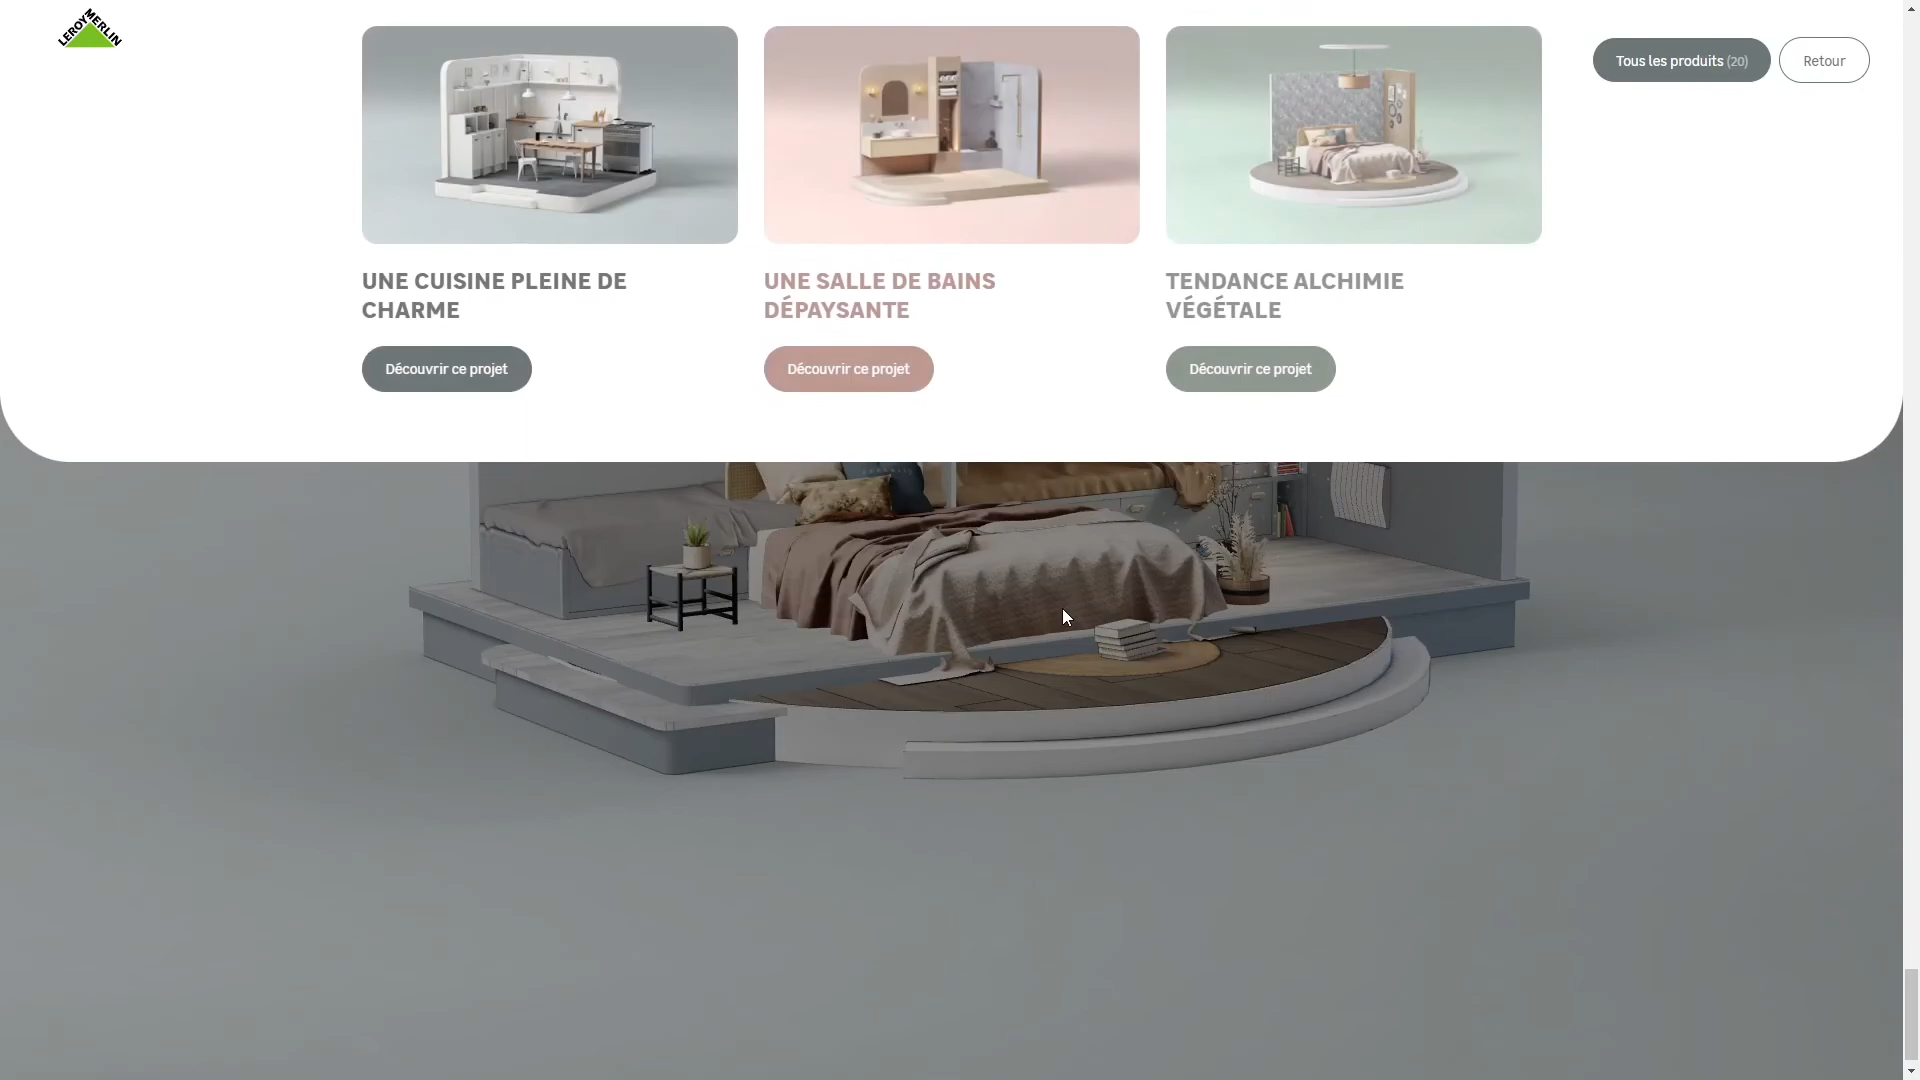 LEROY MERLIN
Tous les produits (20)
Retour
UNE CUISINE PLEINE DE
CHARME
Découvrir ce projet
UNE SALLE DE BAINS
DÉPAYSANTE
Découvrir ce projet
TENDANCE ALCHIMIE
VÉGÉTALE
Découvrir ce projet